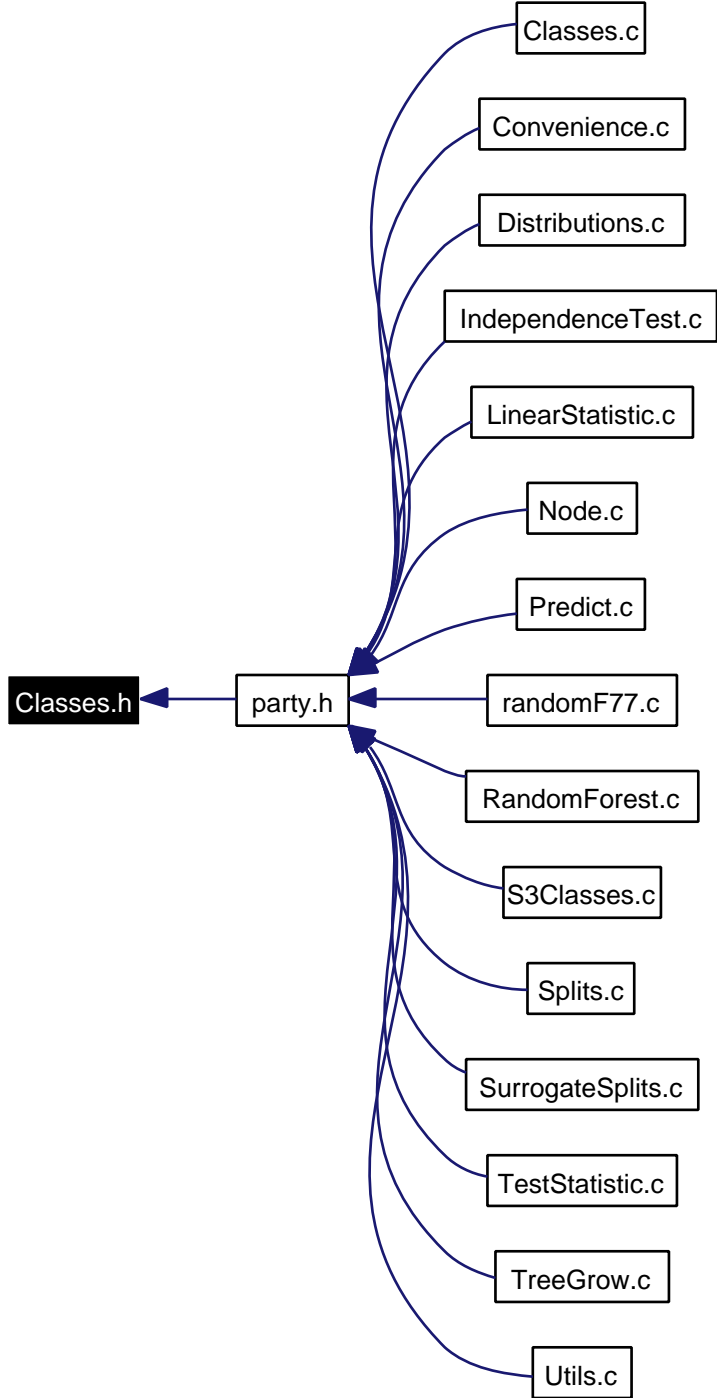 Classes.c
Convenience.c
Distributions.c
IndependenceTest.c
LinearStatistic.c
Node.c
Predict.c
Classes.h
party.h
randomF77.c
RandomForest.c
S3Classes.c
Splits.c
SurrogateSplits.c
TestStatistic.c
TreeGrow.c
Utils.c